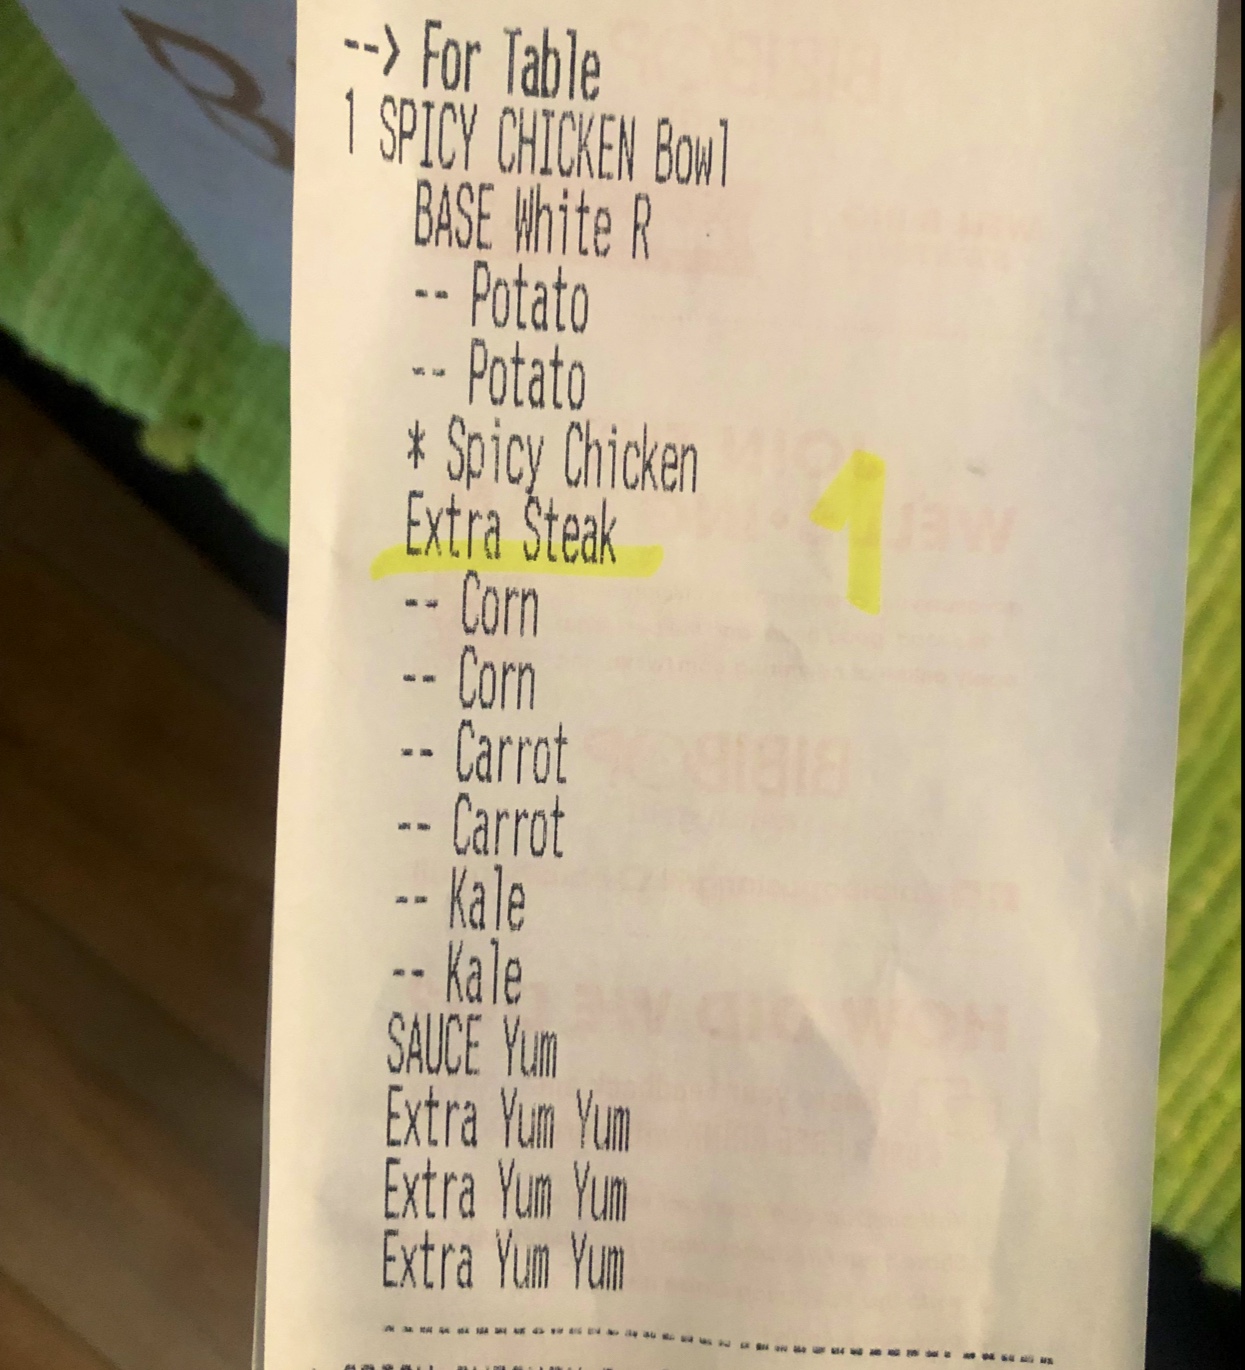 --> For Table
1 SPICY CHICKEN Bowl
BASE White R
-- Potato
-- Potato
* Spicy Chicken
Extra Steak
1
-- Corn
-- Corn
-- Carrot
-- Carrot
-- Kale
-- Kale
SAUCE Yum
Extra Yum Yum
Extra Yum Yum
Extra Yum Yum